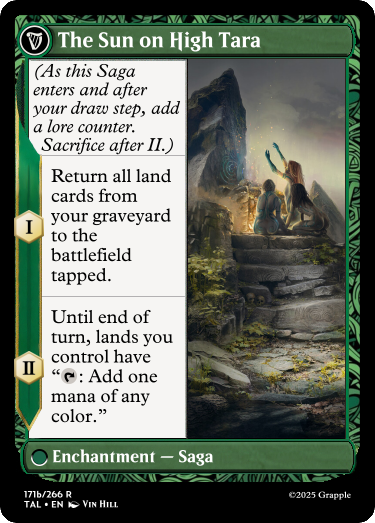 The Sun on High Tara
(As this Saga
enters and after
your draw step, add
a lore counter.
Sacrifice after II.)
I
Return all land
cards from
your graveyard
to the
battlefield
tapped.
II
Until end of
turn, lands you
control have
“: Add one
mana of any
color.”
Enchantment — Saga
171b/266 R
TAL • EN Vin Hill
©2025 Grapple